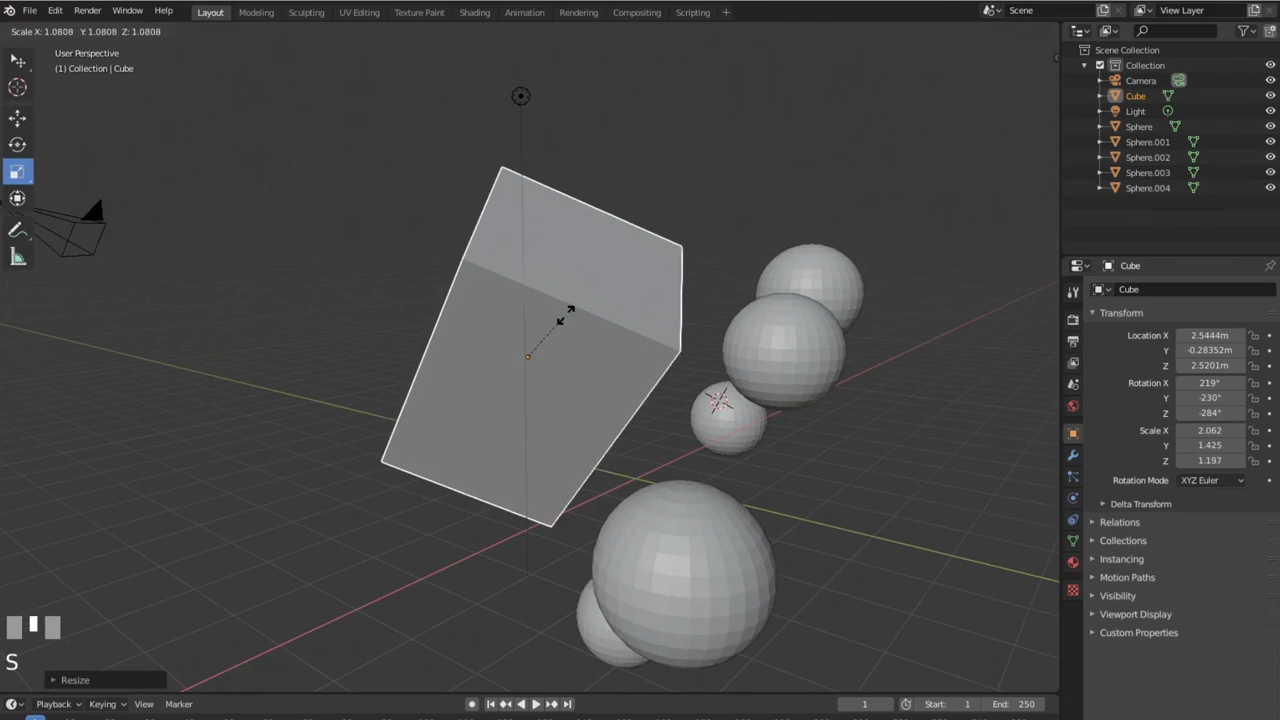 File Edit Render Window Help Layout Modeling Sculpting UV Editing Texture Paint Shading Animation Rendering Compositing Scripting + Scene View Layer
Scale X: 1.0808 Y: 1.0808 Z: 1.0808
User Perspective
(1) Collection | Cube
Scene Collection
Collection
Camera
Cube
Light
Sphere
Sphere.001
Sphere.002
Sphere.003
Sphere.004
Cube
Cube
Transform
Location X 2.5444m
Y -0.28352m
Z 2.5201m
Rotation X 219°
Y -230°
Z -284°
Scale X 2.062
Y 1.425
Z 1.197
Rotation Mode XYZ Euler
Delta Transform
Relations
Collections
Instancing
Motion Paths
Visibility
Viewport Display
Custom Properties
S
Resize
Playback Keying View Marker 1 Start: 1 End: 250